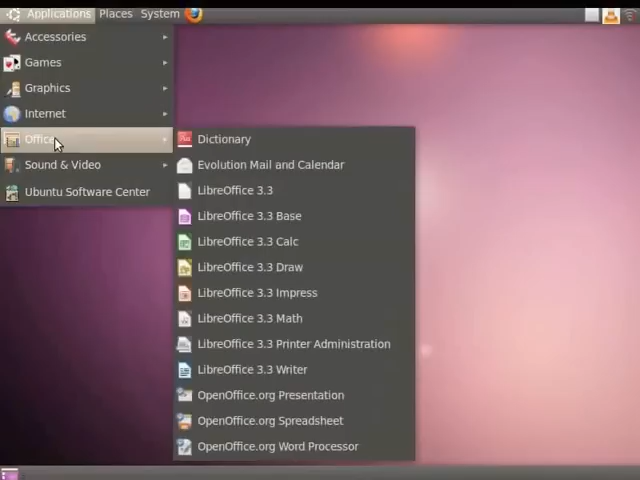 Applications Places System
Accessories
Games
Graphics
Internet
Office
Sound & Video
Ubuntu Software Center
Dictionary
Evolution Mail and Calendar
LibreOffice 3.3
LibreOffice 3.3 Base
LibreOffice 3.3 Calc
LibreOffice 3.3 Draw
LibreOffice 3.3 Impress
LibreOffice 3.3 Math
LibreOffice 3.3 Printer Administration
LibreOffice 3.3 Writer
OpenOffice.org Presentation
OpenOffice.org Spreadsheet
OpenOffice.org Word Processor